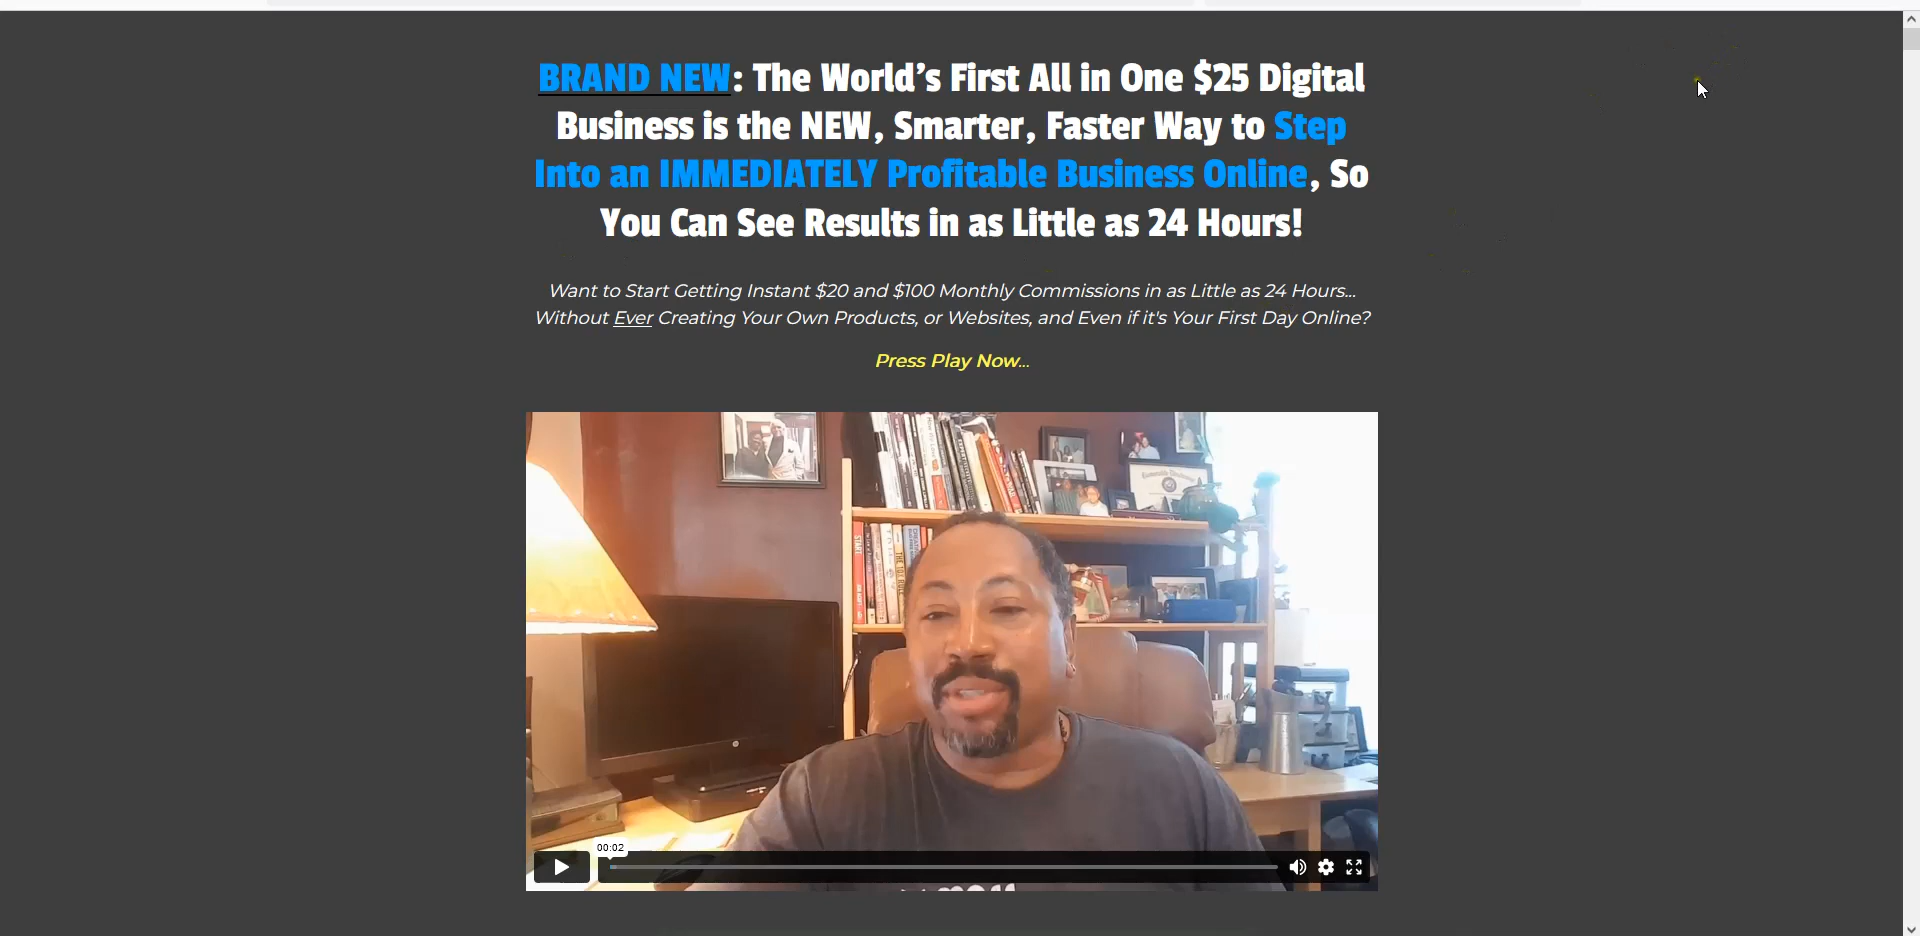 BRAND NEW: The World's First All in One $25 Digital
Business is the NEW, Smarter, Faster Way to Step
Into an IMMEDIATELY Profitable Business Online, So
You Can See Results in as Little as 24 Hours!
Want to Start Getting Instant $20 and $100 Monthly Commissions in as Little as 24 Hours...
Without Ever Creating Your Own Products, or Websites, and Even if it's Your First Day Online?
Press Play Now...
START
00:02